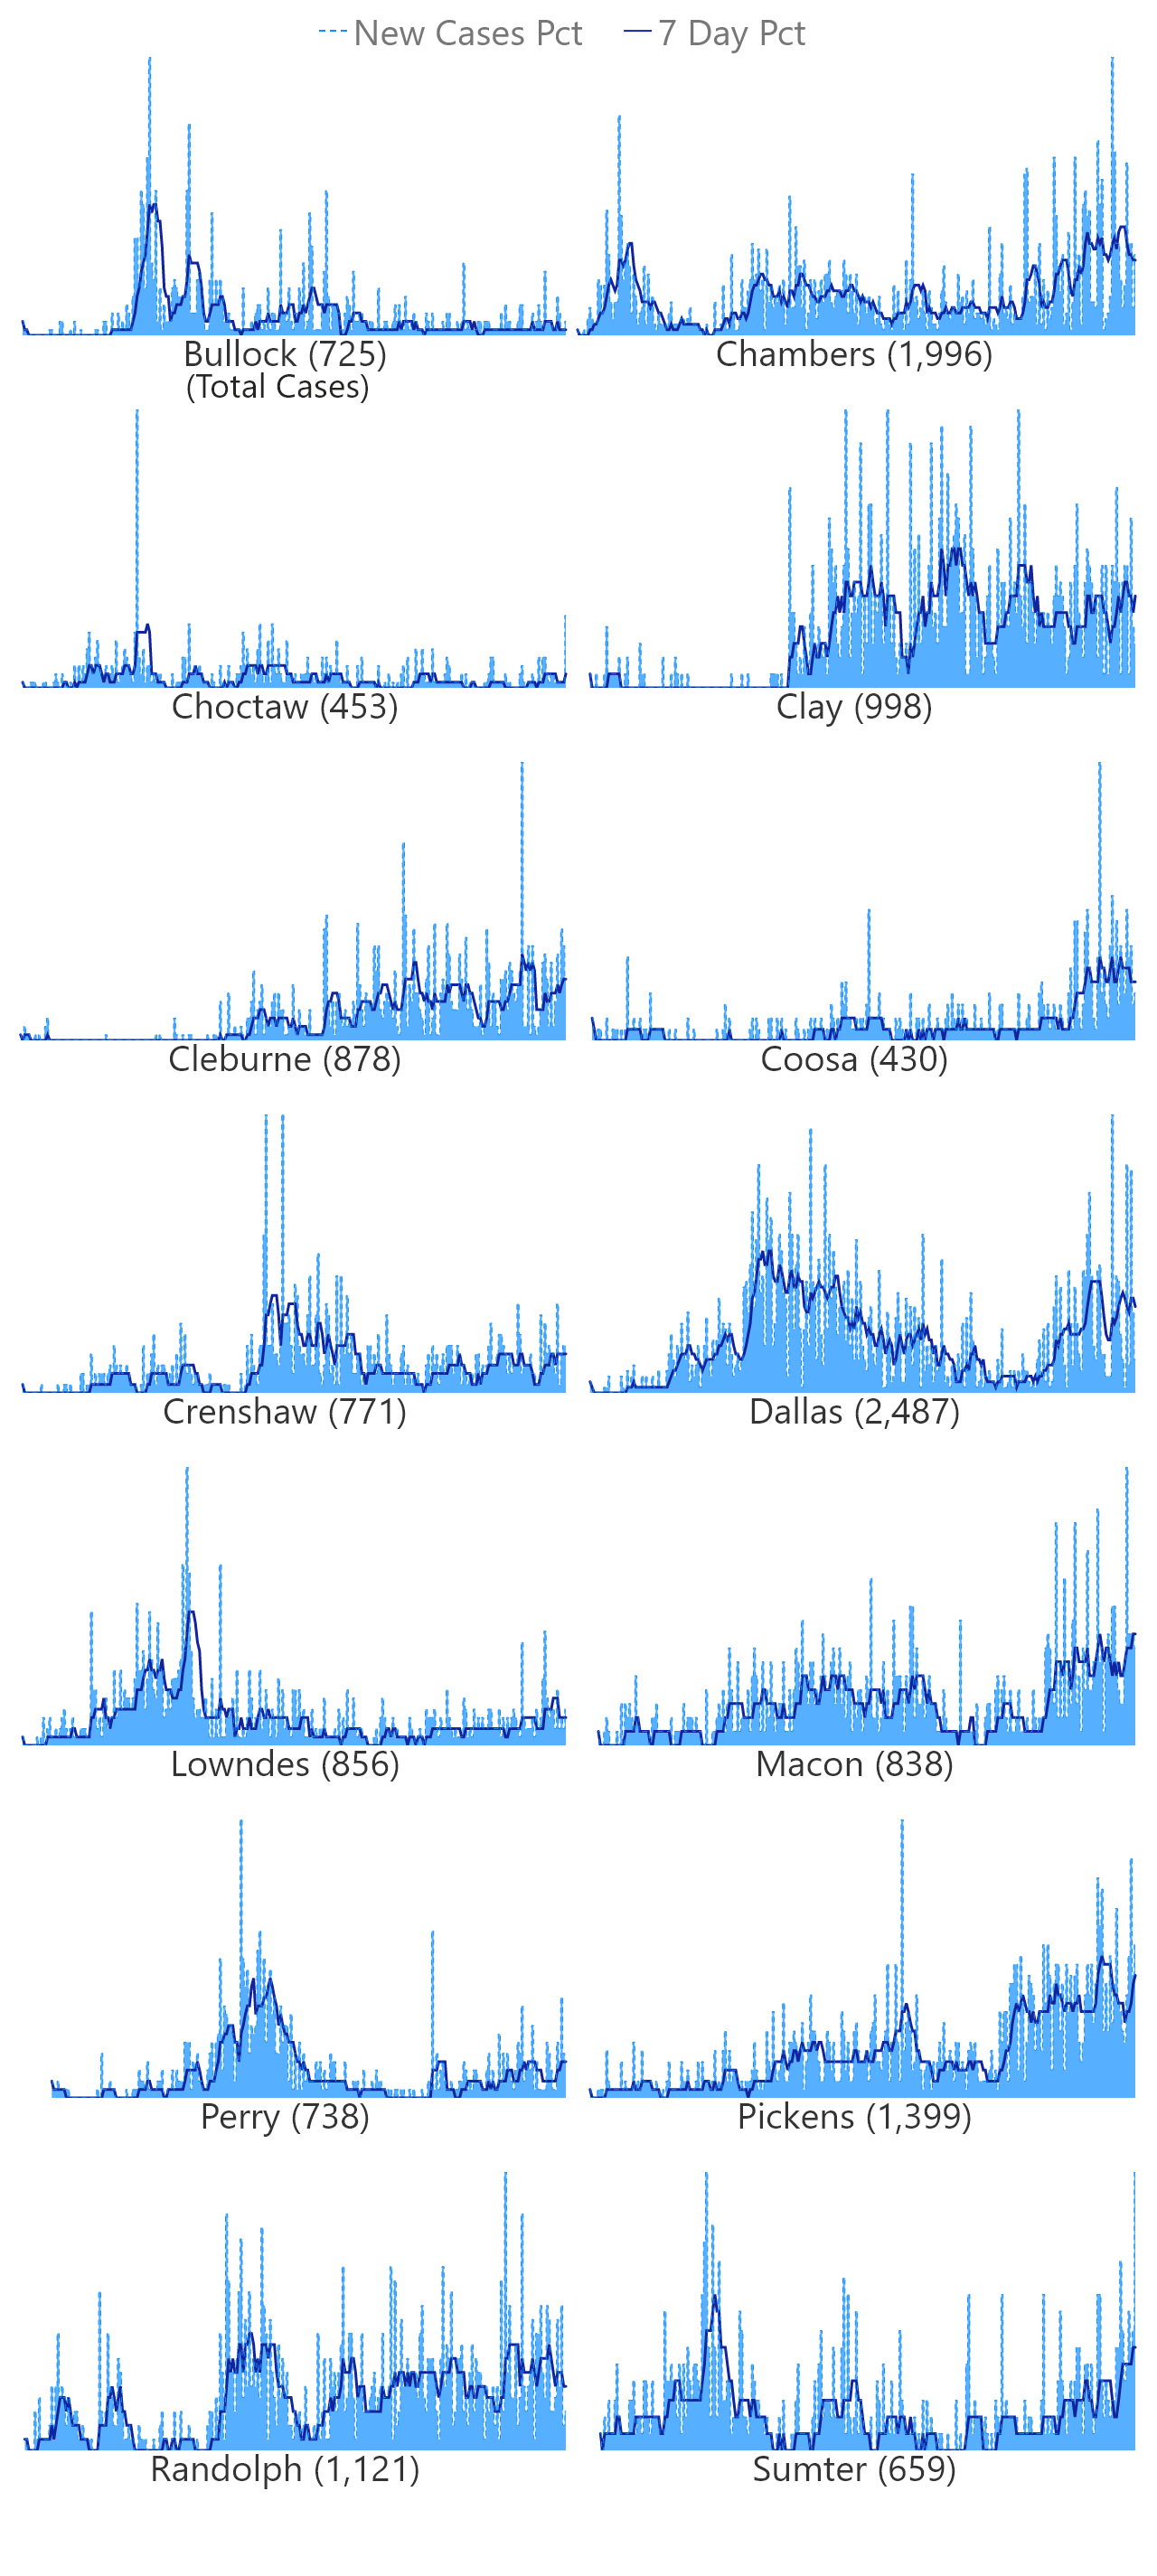 New Cases Pct 7 Day Pct
Bullock (725) Chambers (1,996)
(Total Cases)
Choctaw (453) Clay (998)
Cleburne (878) Coosa (430)
Crenshaw (771) Dallas (2,487)
Lowndes (856) Macon (838)
Perry (738) Pickens (1,399)
Randolph (1,121) Sumter (659)